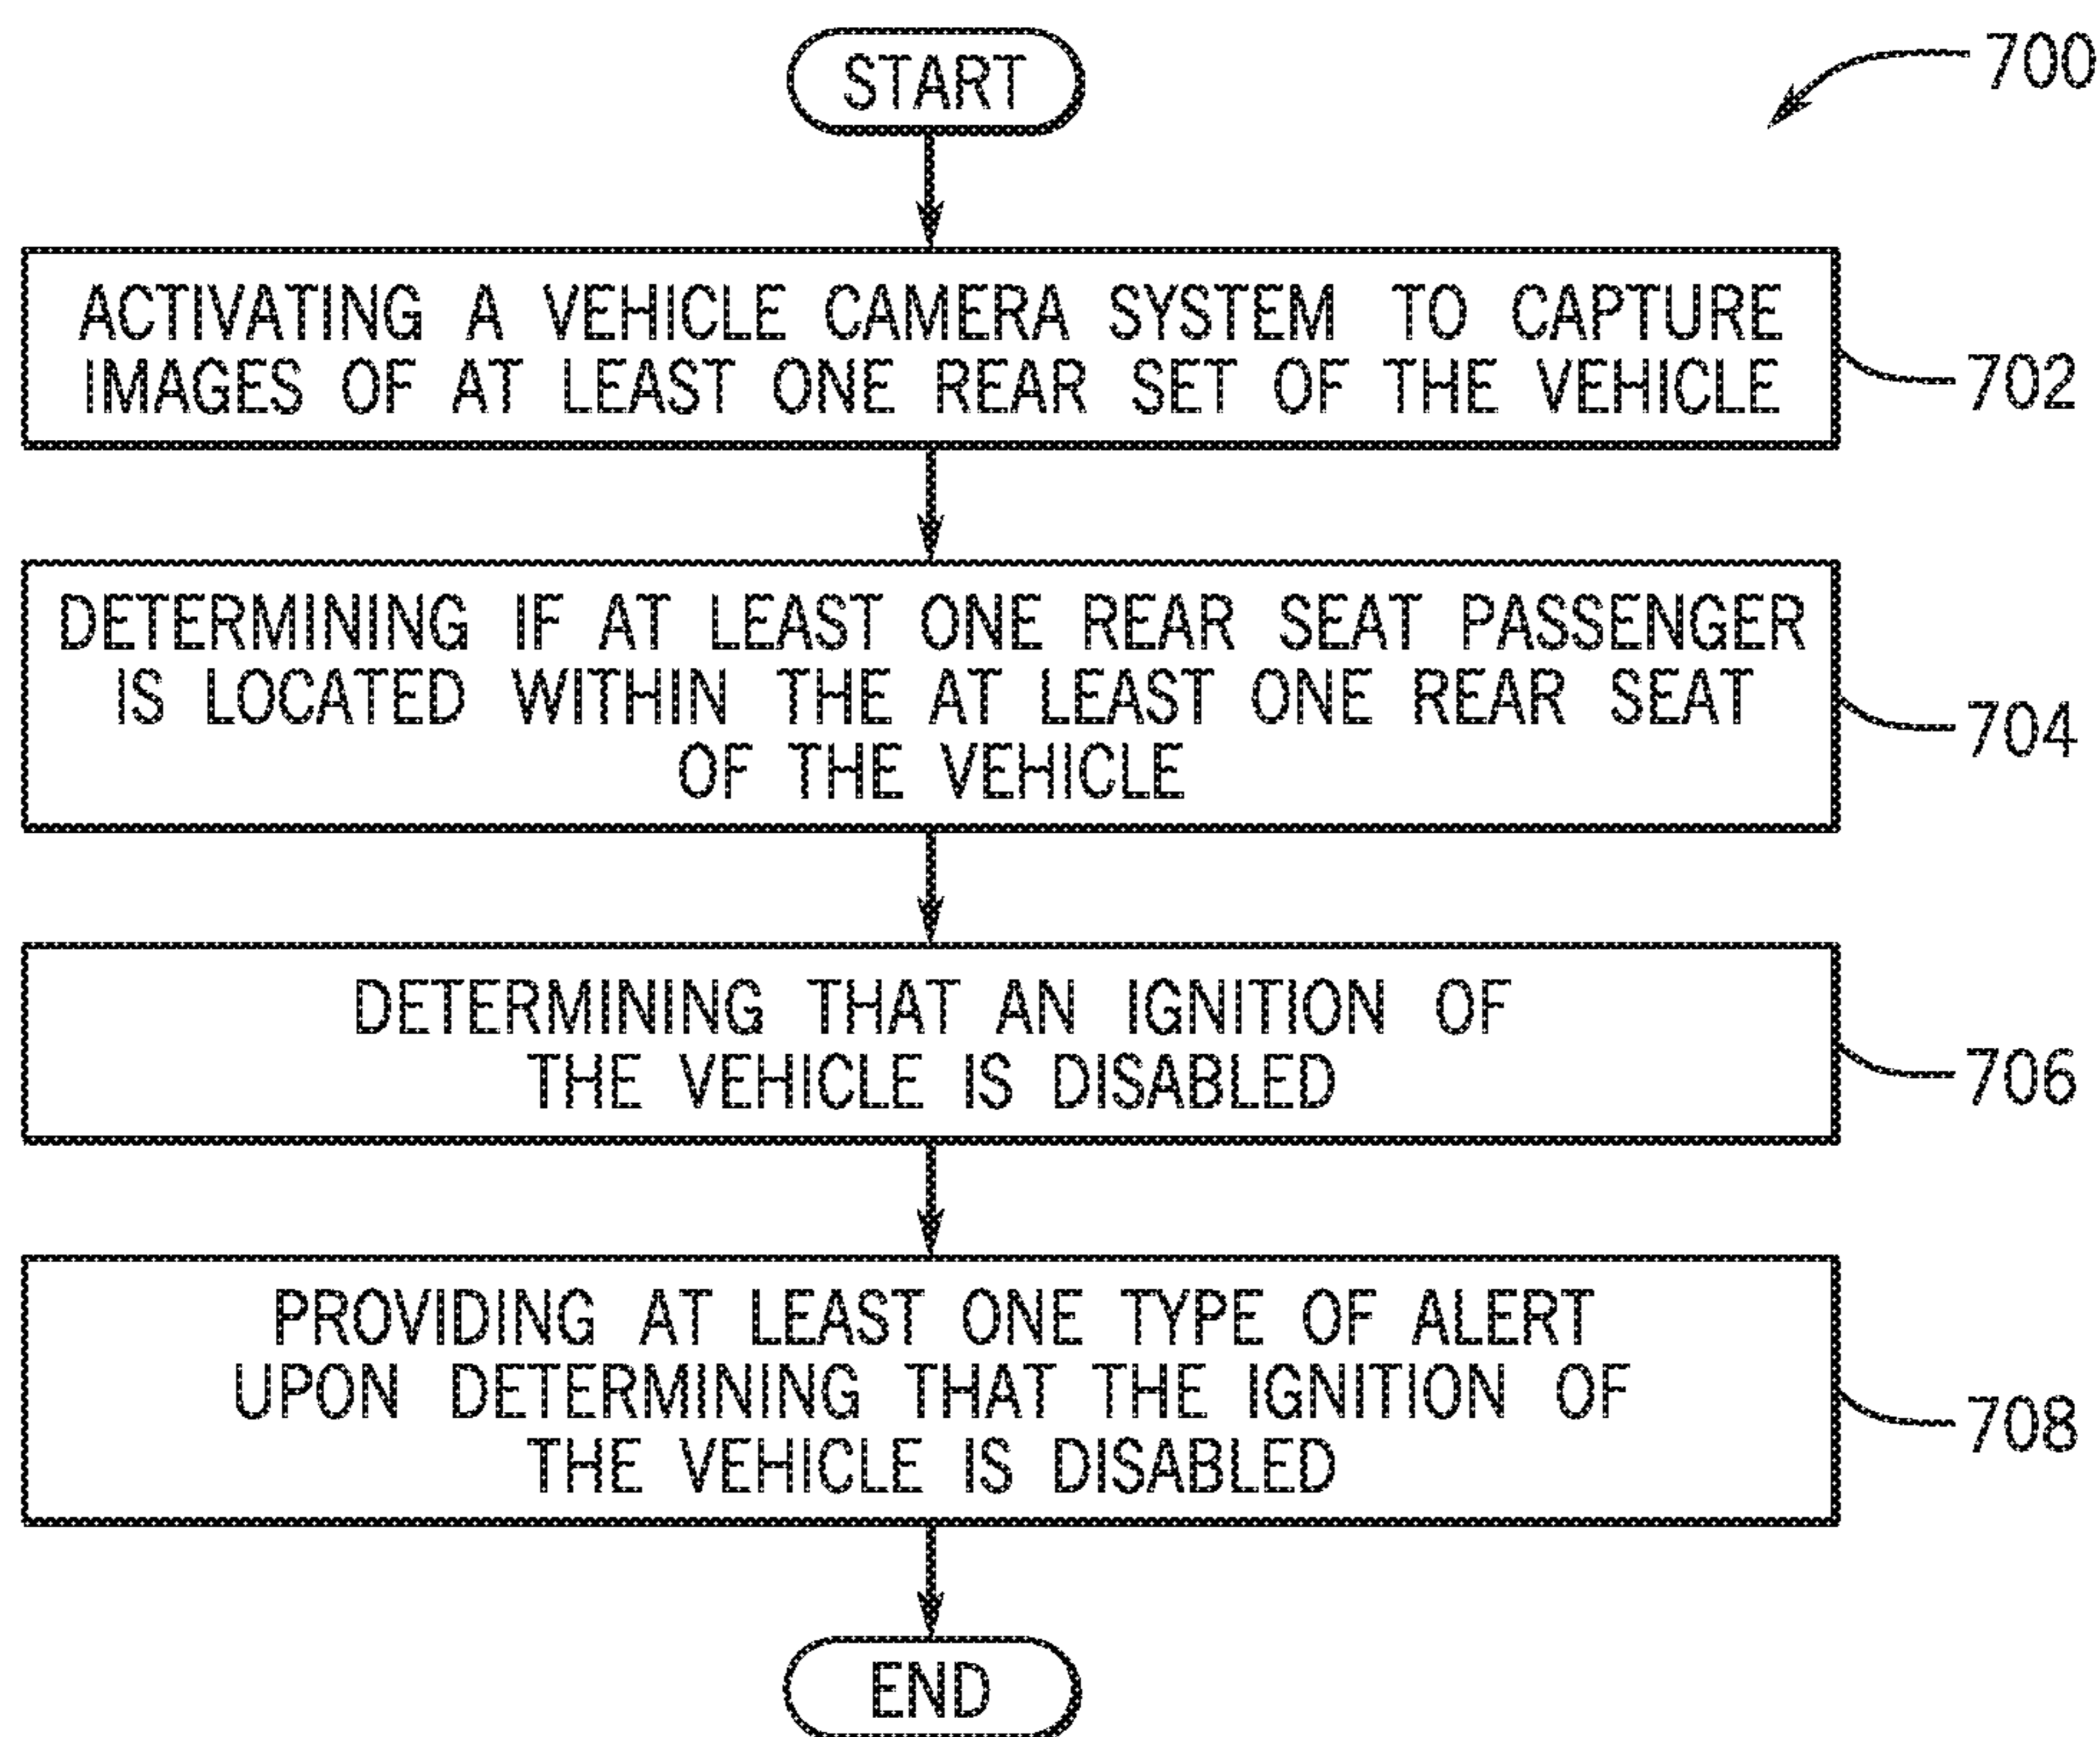 START
700
ACTIVATING A VEHICLE CAMERA SYSTEM TO CAPTURE
IMAGES OF AT LEAST ONE REAR SET OF THE VEHICLE
702
DETERMINING IF AT LEAST ONE REAR SEAT PASSENGER
IS LOCATED WITHIN THE AT LEAST ONE REAR SEAT
OF THE VEHICLE
704
DETERMINING THAT AN IGNITION OF
THE VEHICLE IS DISABLED
706
PROVIDING AT LEAST ONE TYPE OF ALERT
UPON DETERMINING THAT THE IGNITION OF
THE VEHICLE IS DISABLED
708
END